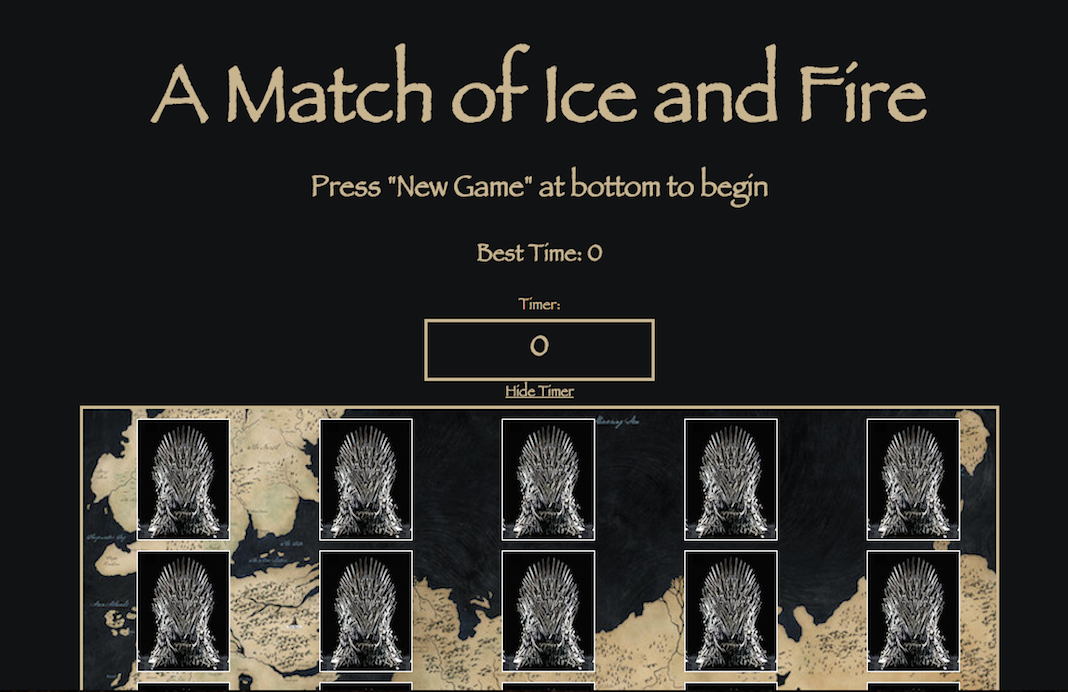 A Match of Ice and Fire
Press "New Game" at bottom to begin
Best Time: 0
Timer:
0
Hide Timer